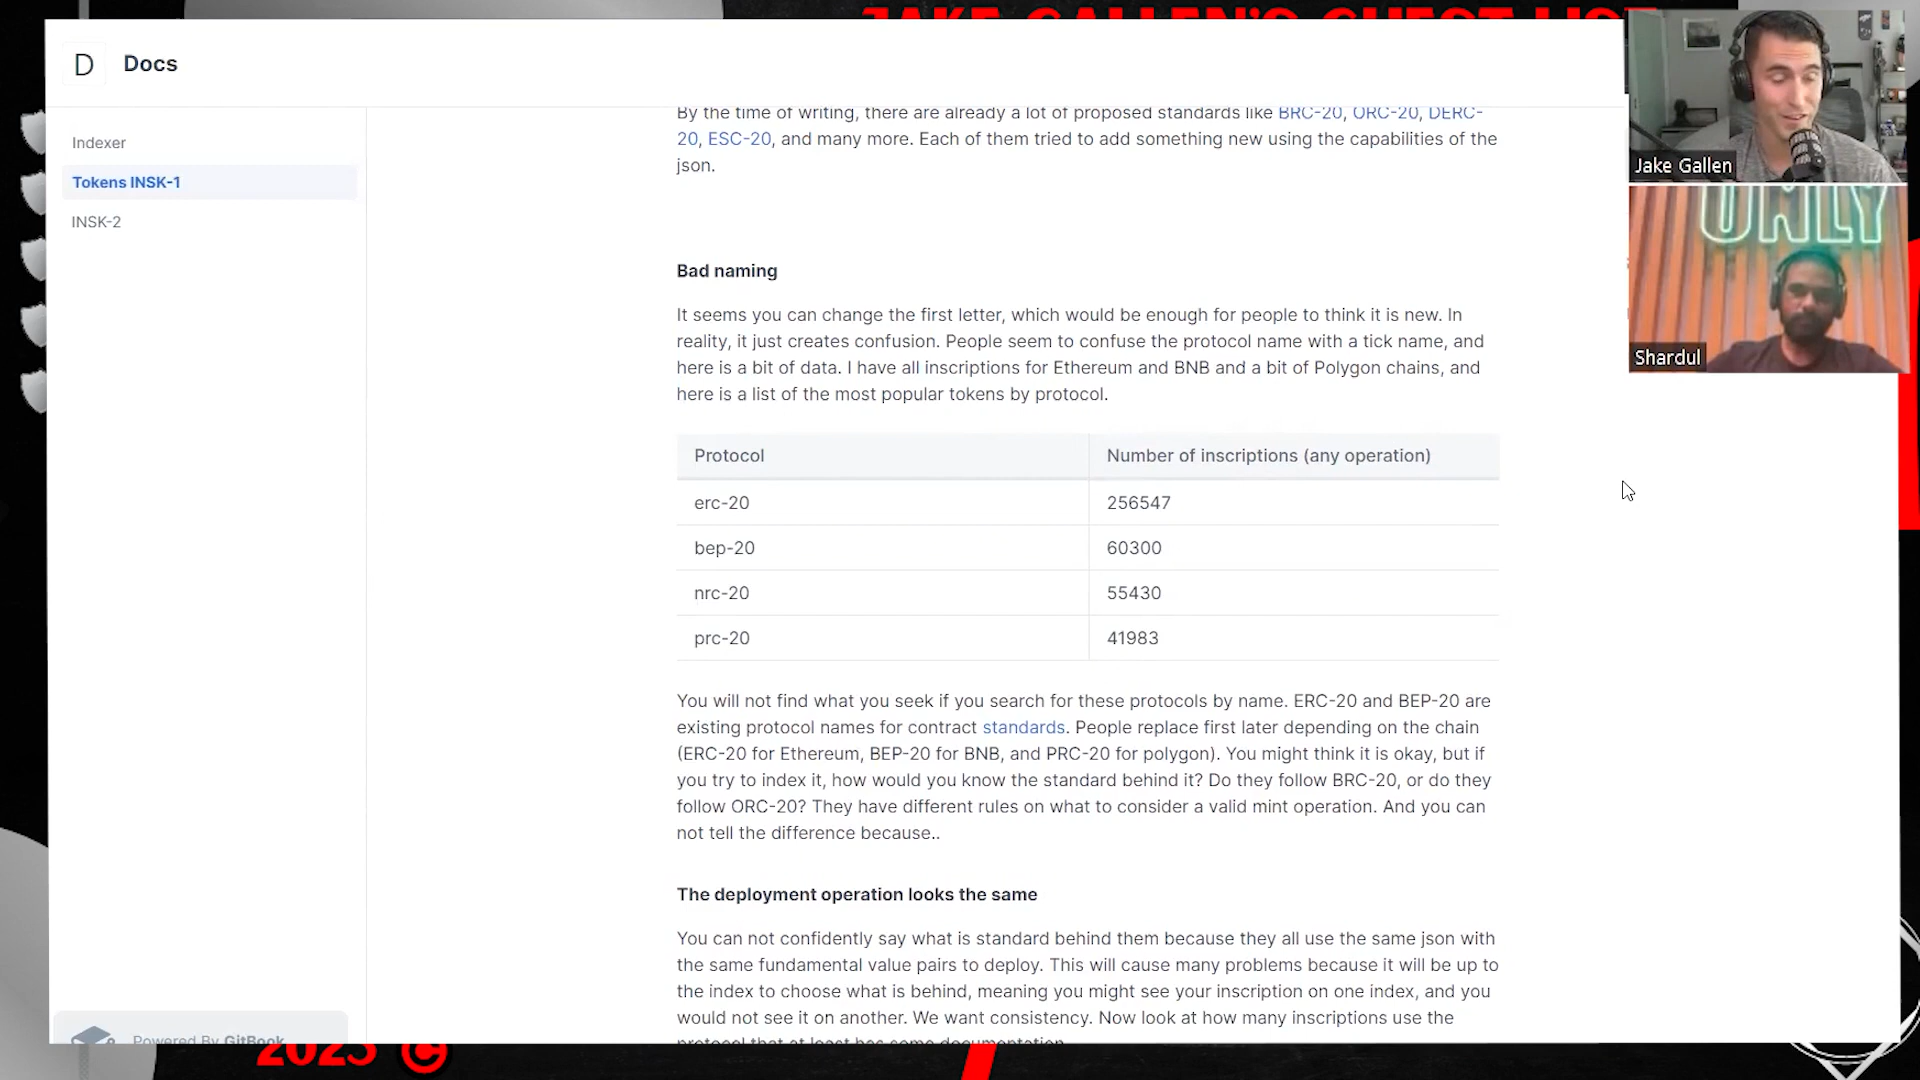 JAKE GALLEN'S GUEST LIST
D
Docs
Indexer
Tokens INSK-1
INSK-2
By the time of writing, there are already a lot of proposed standards like BRC-20, ORC-20, DERC-
20, ESC-20, and many more. Each of them tried to add something new using the capabilities of the
json.
Bad naming
It seems you can change the first letter, which would be enough for people to think it is new. In
reality, it just creates confusion. People seem to confuse the protocol name with a tick name, and
here is a bit of data. I have all inscriptions for Ethereum and BNB and a bit of Polygon chains, and
here is a list of the most popular tokens by protocol.
Protocol Number of inscriptions (any operation)
erc-20 256547
bep-20 60300
nrc-20 55430
prc-20 41983
You will not find what you seek if you search for these protocols by name. ERC-20 and BEP-20 are
existing protocol names for contract standards. People replace first later depending on the chain
(ERC-20 for Ethereum, BEP-20 for BNB, and PRC-20 for polygon). You might think it is okay, but if
you try to index it, how would you know the standard behind it? Do they follow BRC-20, or do they
follow ORC-20? They have different rules on what to consider a valid mint operation. And you can
not tell the difference because..
The deployment operation looks the same
You can not confidently say what is standard behind them because they all use the same json with
the same fundamental value pairs to deploy. This will cause many problems because it will be up to
the index to choose what is behind, meaning you might see your inscription on one index, and you
would not see it on another. We want consistency. Now look at how many inscriptions use the
protocol that at least has some documentation
Powered By GitBook
2023 ©
Jake Gallen
ONLY
Shardul